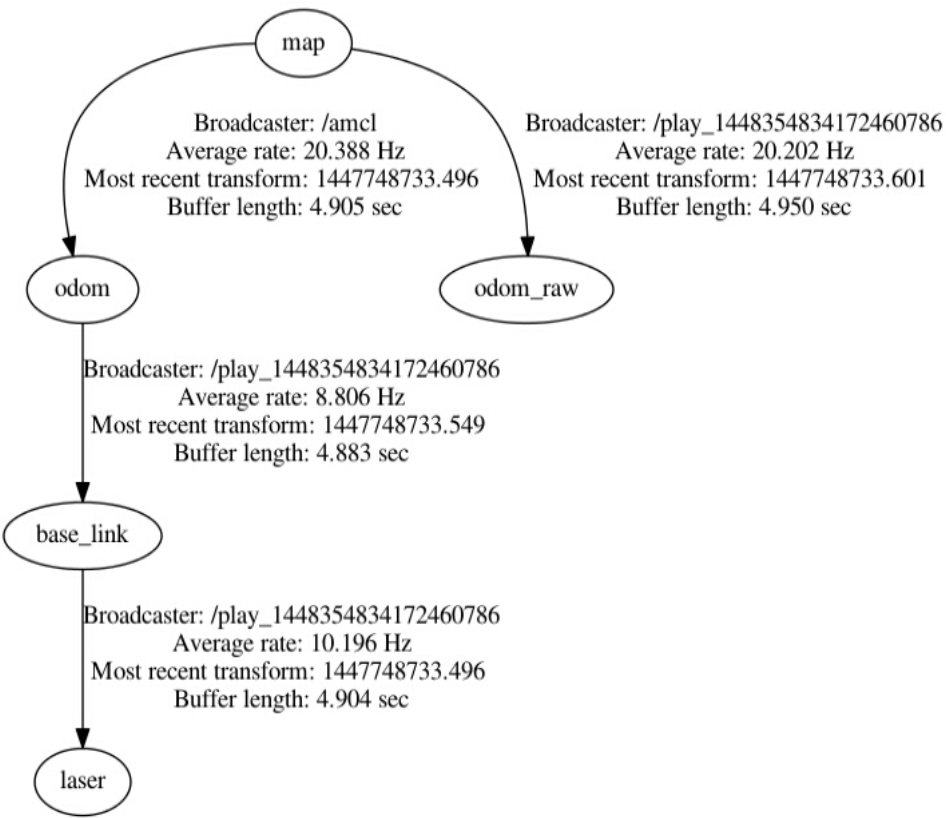 map
Broadcaster: /amcl
Average rate: 20.388 Hz
Most recent transform: 1447748733.496
Buffer length: 4.905 sec
Broadcaster: /play_1448354834172460786
Average rate: 20.202 Hz
Most recent transform: 1447748733.601
Buffer length: 4.950 sec
odom
odom_raw
Broadcaster: /play_1448354834172460786
Average rate: 8.806 Hz
Most recent transform: 1447748733.549
Buffer length: 4.883 sec
base_link
Broadcaster: /play_1448354834172460786
Average rate: 10.196 Hz
Most recent transform: 1447748733.496
Buffer length: 4.904 sec
laser